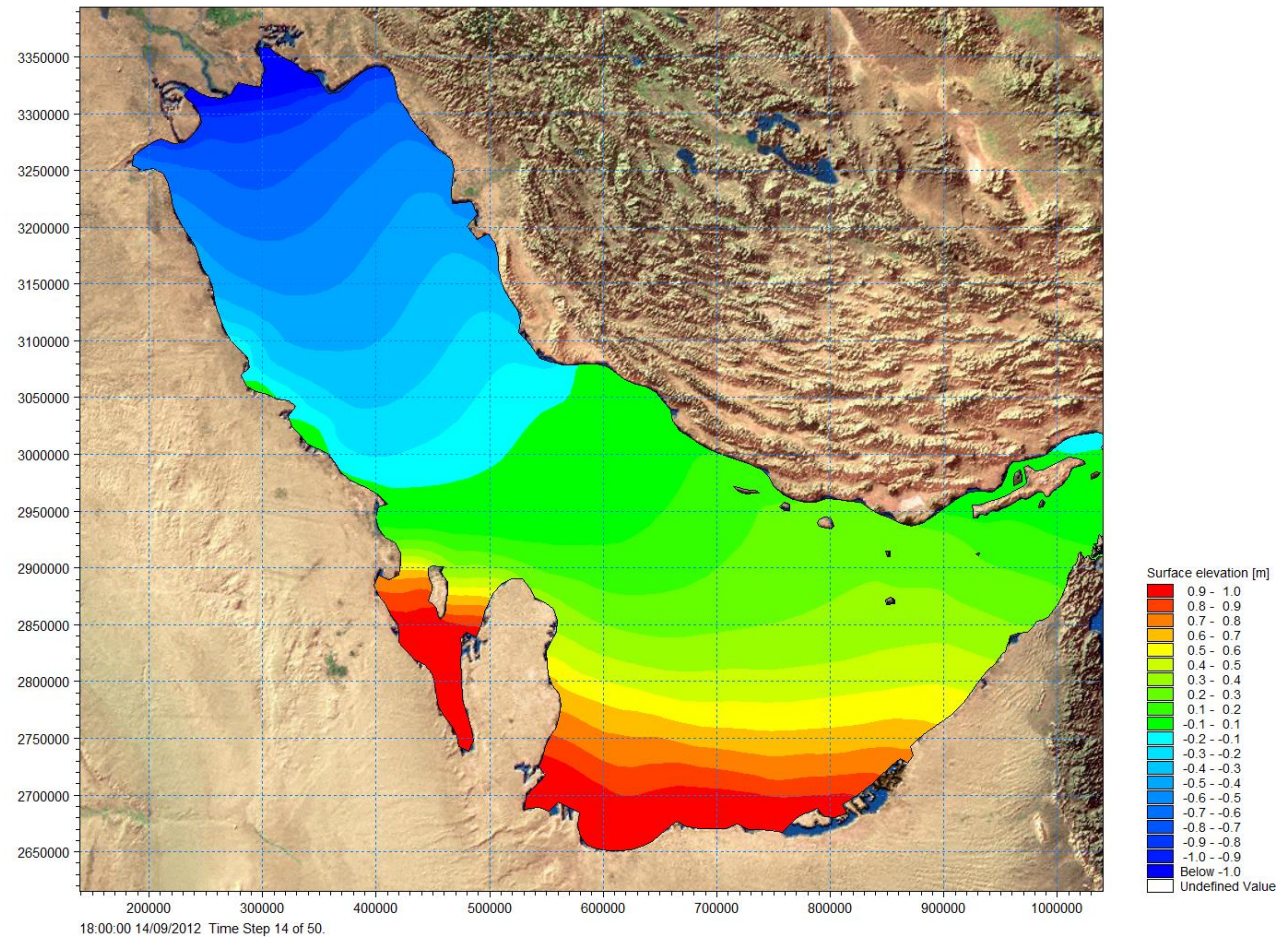 3350000
3300000
3250000
3200000
3150000
3100000
3050000
3000000
2950000
2900000
2850000
2800000
2750000
2700000
2650000
200000 300000 400000 500000 600000 700000 800000 900000 1000000
18:00:00 14/09/2012 Time Step 14 of 50.
Surface elevation [m]
0.9 - 1.0
0.8 - 0.9
0.7 - 0.8
0.6 - 0.7
0.5 - 0.6
0.4 - 0.5
0.3 - 0.4
0.2 - 0.3
0.1 - 0.2
-0.1 - 0.1
-0.2 - -0.1
-0.3 - -0.2
-0.4 - -0.3
-0.5 - -0.4
-0.6 - -0.5
-0.7 - -0.6
-0.8 - -0.7
-0.9 - -0.8
-1.0 - -0.9
Below -1.0
Undefined Value